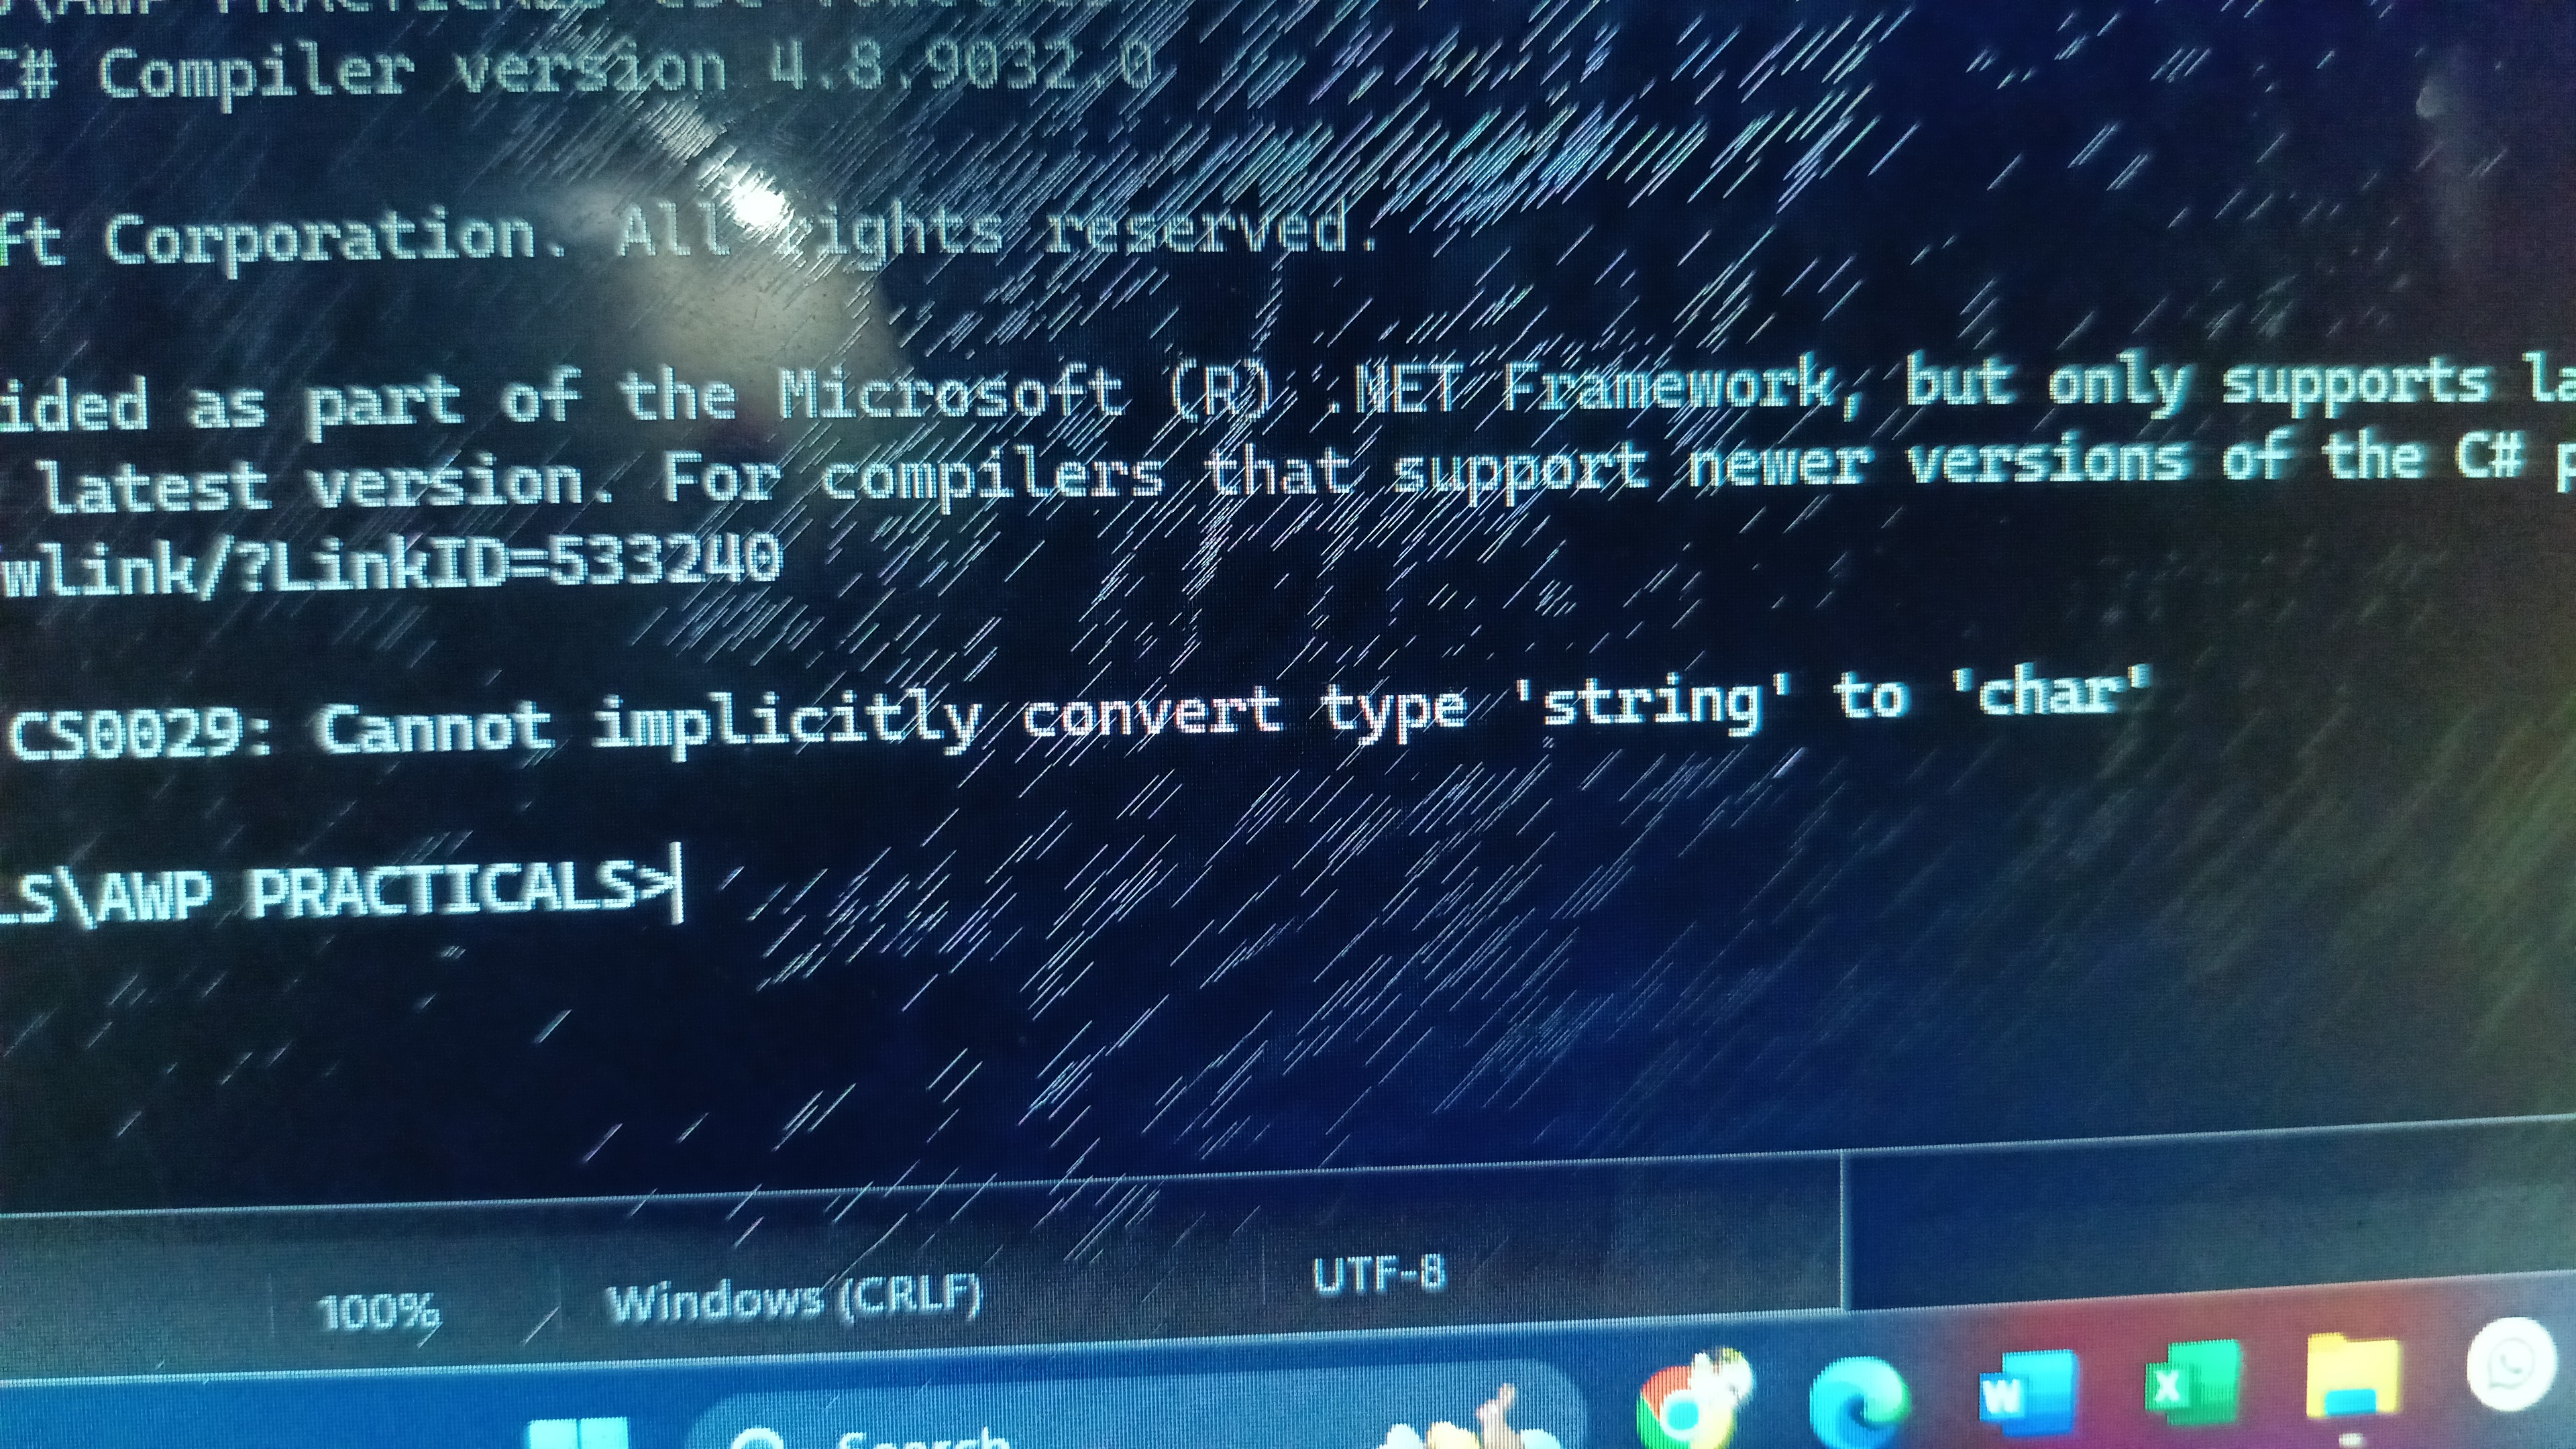 \AWP PRACTICALS
C# Compiler version 4.8.9032.0
ft Corporation. All rights reserved.
ided as part of the Microsoft (R) .NET Framework, but only supports la
latest version. For compilers that support newer versions of the C# p
wlink/?LinkID=533240
CS0029: Cannot implicitly convert type 'string' to 'char'
LS\AWP PRACTICALS>
100% Windows (CRLF) UTF-8
Search